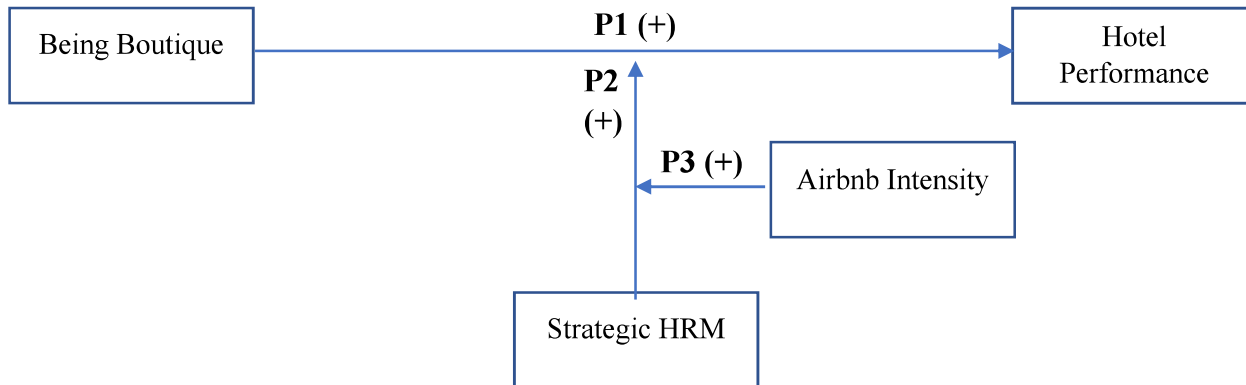 P1 (+)
Being Boutique
Hotel
Performance
P2
(+)
P3 (+)
Airbnb Intensity
Strategic HRM